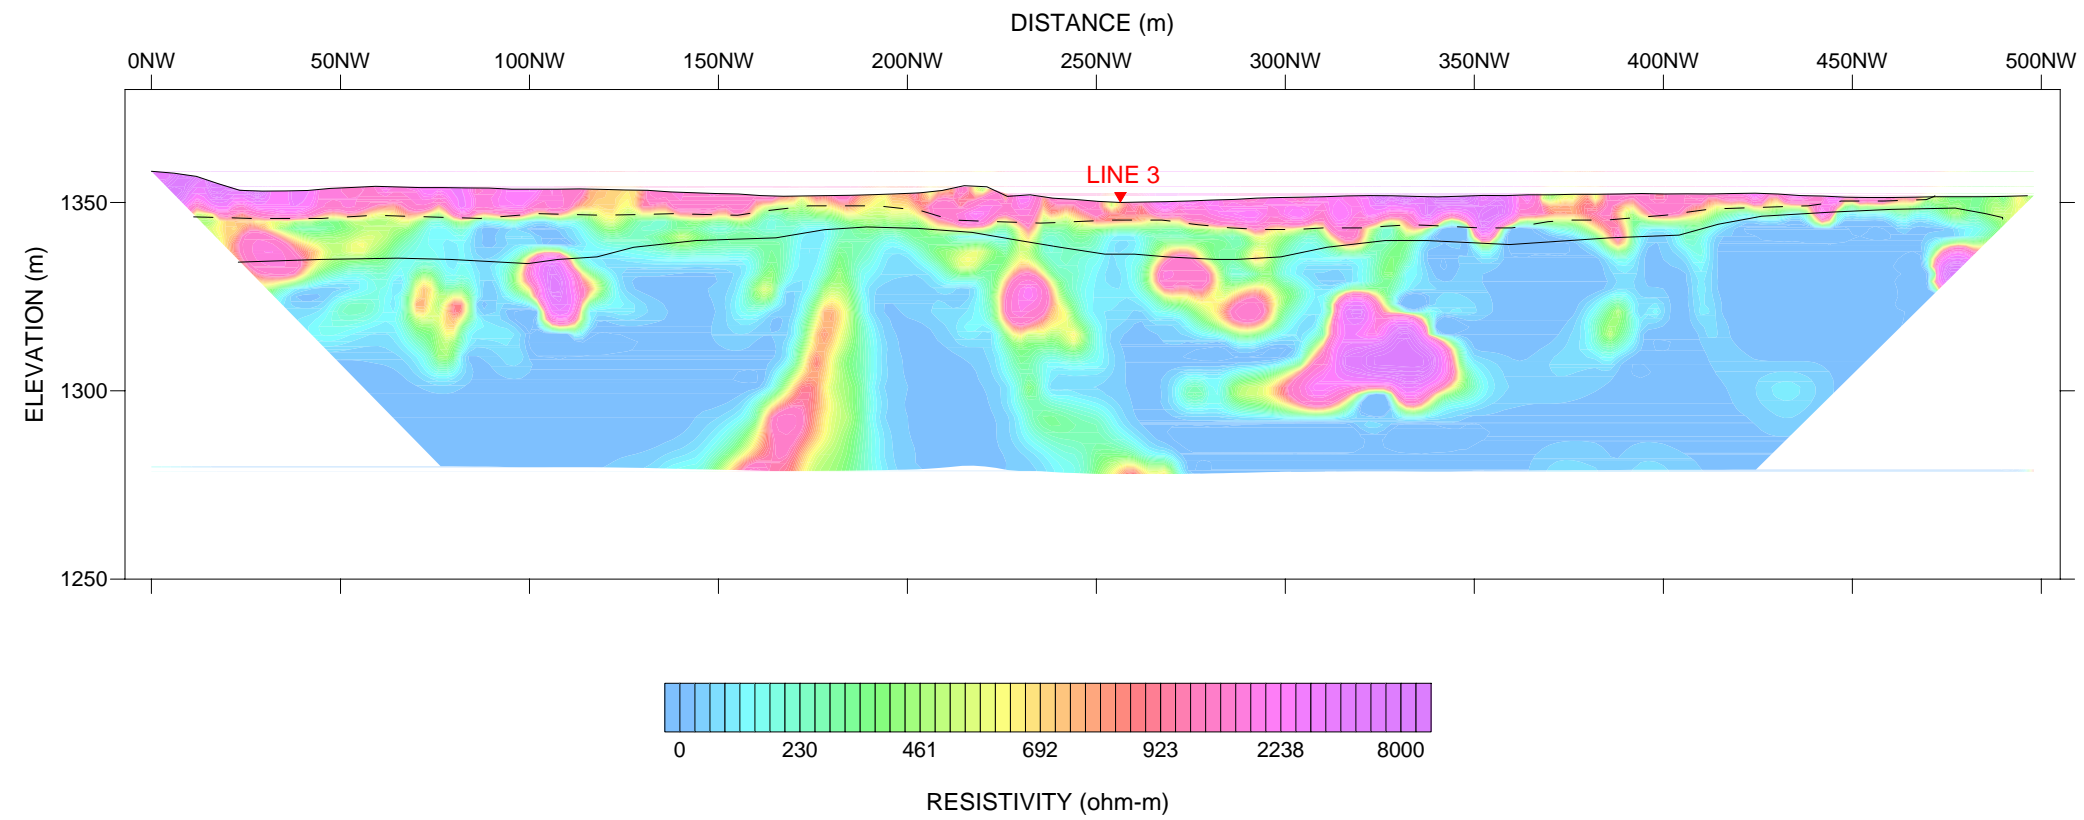 DISTANCE (m)
0NW 50NW 100NW 150NW 200NW 250NW 300NW 350NW 400NW 450NW 500NW
LINE 3
1350
1300
1250
ELEVATION (m)
0 230 461 692 923 2238 8000
RESISTIVITY (ohm-m)